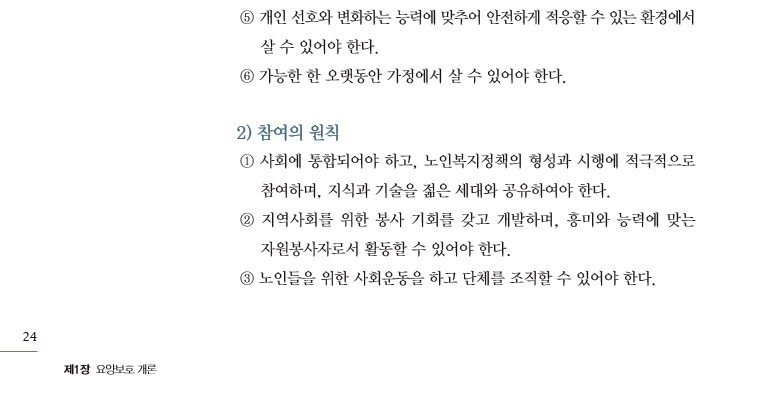 ⑤ 개인 선호와 변화하는 능력에 맞추어 안전하게 적응할 수 있는 환경에서
살 수 있어야 한다.
⑥ 가능한 한 오랫동안 가정에서 살 수 있어야 한다.
2) 참여의 원칙
① 사회에 통합되어야 하고, 노인복지정책의 형성과 시행에 적극적으로
참여하며, 지식과 기술을 젊은 세대와 공유하여야 한다.
② 지역사회를 위한 봉사 기회를 갖고 개발하며, 흥미와 능력에 맞는
자원봉사자로서 활동할 수 있어야 한다.
③ 노인들을 위한 사회운동을 하고 단체를 조직할 수 있어야 한다.
24
제1장 요양보호 개론